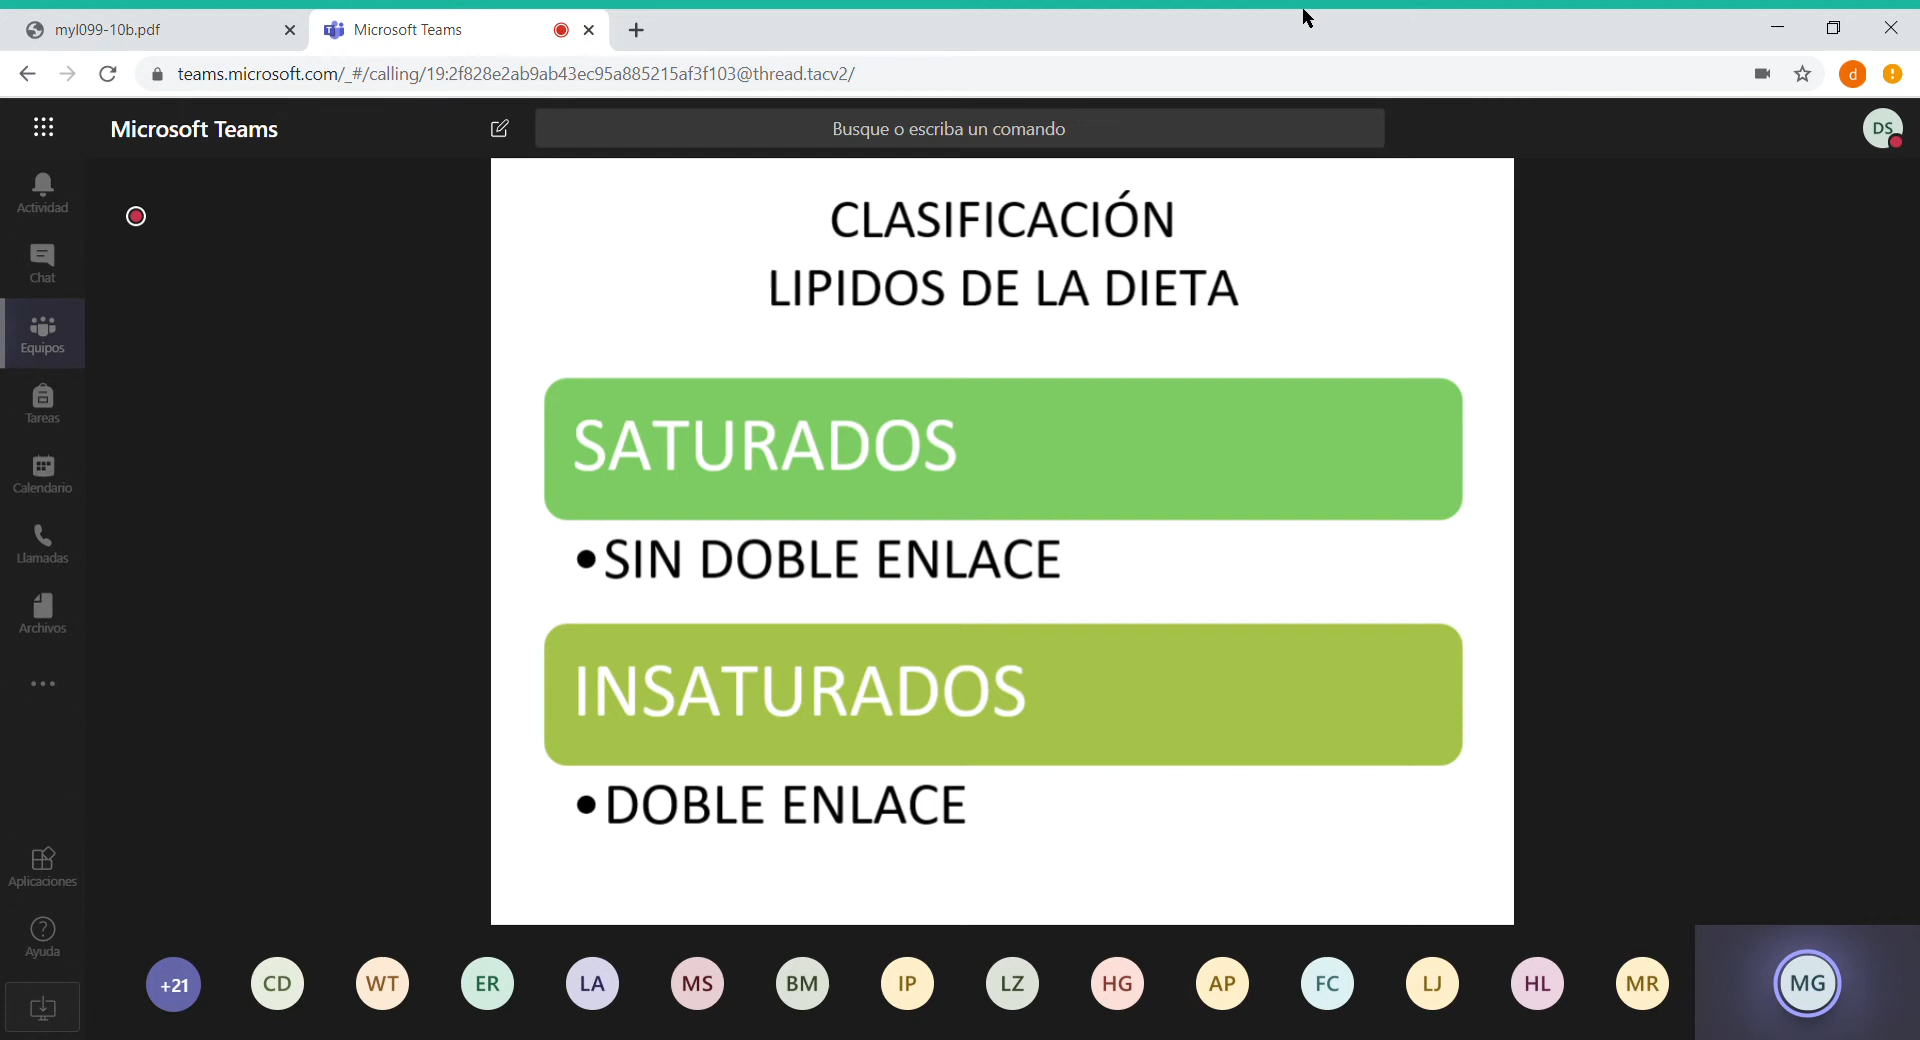 myl099-10b.pdf
Microsoft Teams
teams.microsoft.com/_#/calling/19:2f828e2ab9ab43ec95a885215af3f103@thread.tacv2/
d
Microsoft Teams
Busque o escriba un comando
DS
Actividad
Chat
Equipos
Tareas
Calendario
Llamadas
Archivos
Aplicaciones
Ayuda
CLASIFICACIÓN
LIPIDOS DE LA DIETA
SATURADOS
•SIN DOBLE ENLACE
INSATURADOS
•DOBLE ENLACE
+21 CD WT ER LA MS BM IP LZ HG AP FC LJ HL MR MG